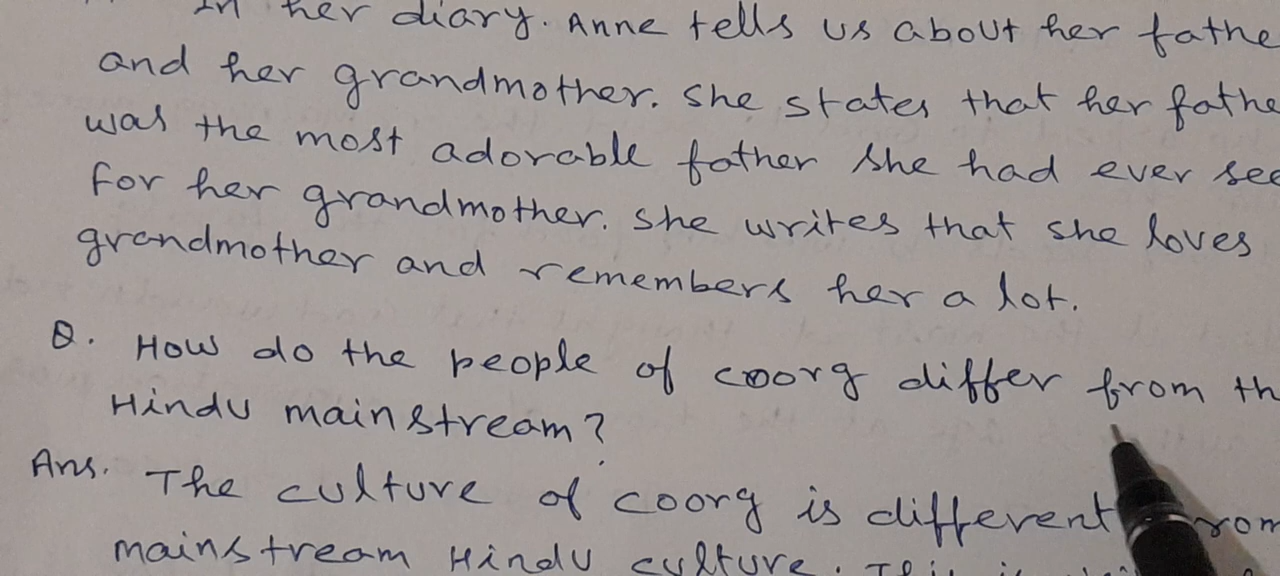 In her diary. Anne tells us about her fathe
and her grandmother. She states that her fathe
was the most adorable father she had ever see
for her grandmother. She writes that she loves
grandmother and remembers her a lot.
Q. How do the people of coorg differ from th
Hindu mainstream?
Ans. The culture of coorg is different rom
mainstream Hindu culture. This is